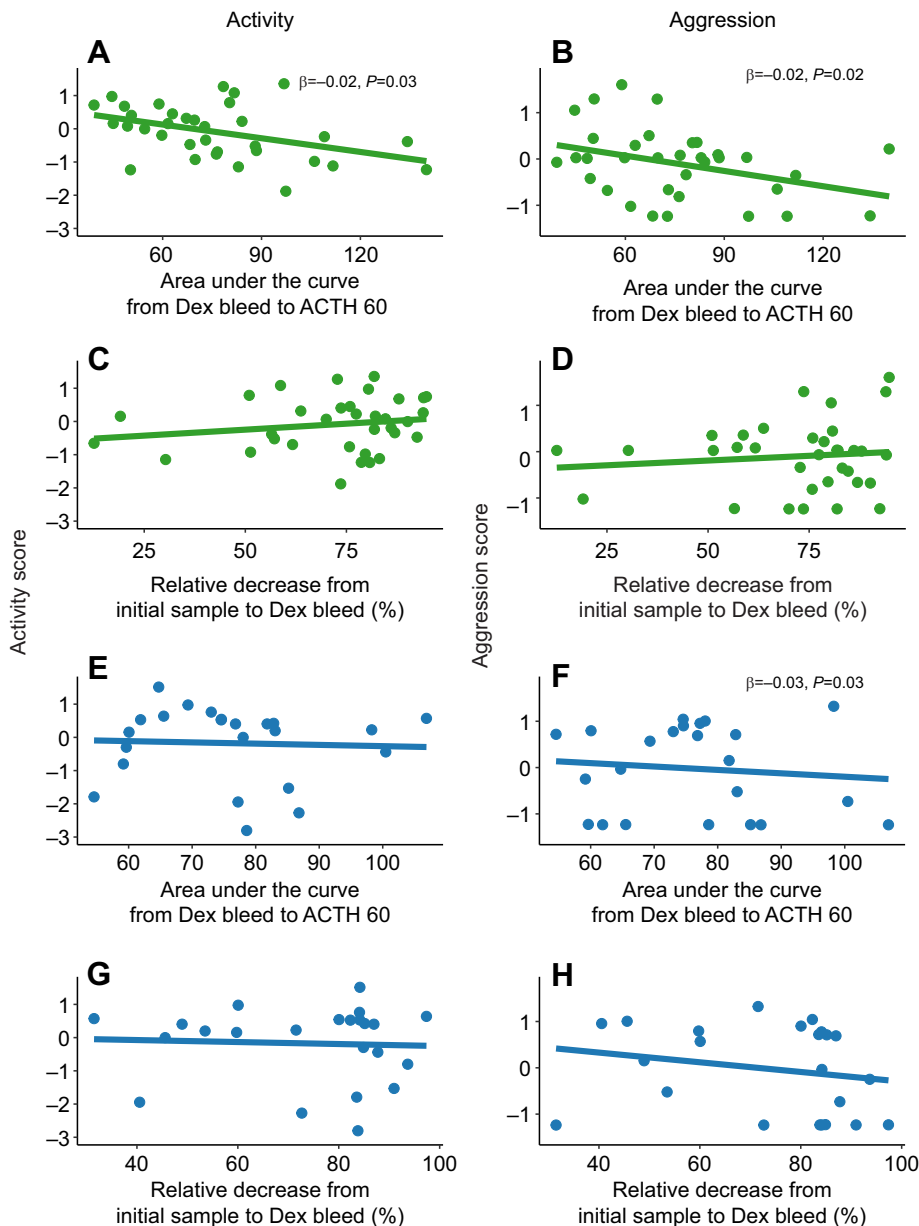 Activity
Aggression
A
β=–0.02, P=0.03
1
0
–1
–2
–3
60
90
120
Area under the curve
from Dex bleed to ACTH 60
B
β=–0.02, P=0.02
1
0
–1
60
90
120
Area under the curve
from Dex bleed to ACTH 60
C
1
0
–1
–2
–3
25
50
75
Relative decrease from
initial sample to Dex bleed (%)
D
1
0
–1
25
50
75
Relative decrease from
initial sample to Dex bleed (%)
Activity score
Aggression score
E
1
0
–1
–2
–3
60
70
80
90
100
Area under the curve
from Dex bleed to ACTH 60
F
β=–0.03, P=0.03
1
0
–1
60
70
80
90
100
Area under the curve
from Dex bleed to ACTH 60
G
1
0
–1
–2
–3
40
60
80
100
Relative decrease from
initial sample to Dex bleed (%)
H
1
0
–1
40
60
80
100
Relative decrease from
initial sample to Dex bleed (%)